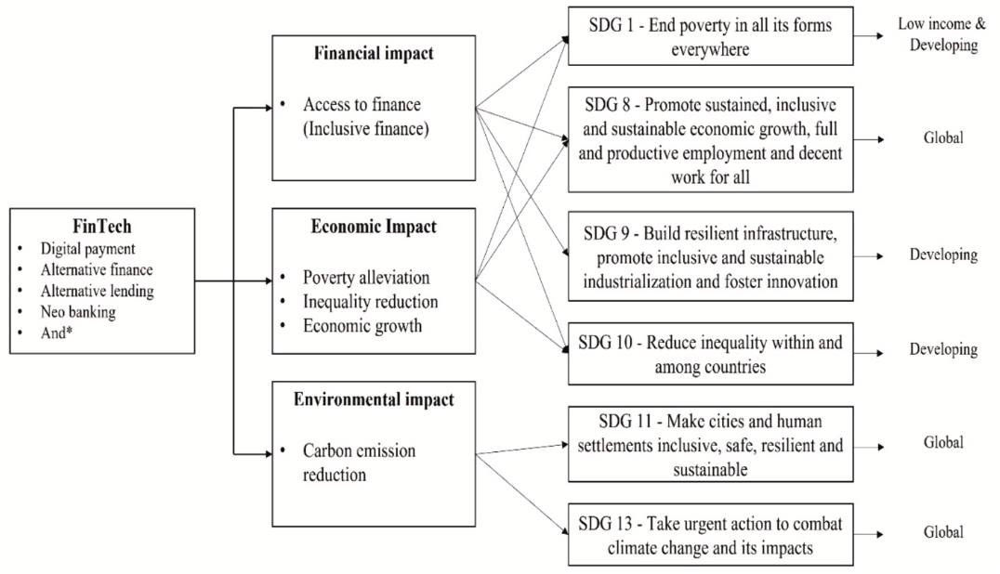 FinTech
• Digital payment
• Alternative finance
• Alternative lending
• Neo banking
• And*
Financial impact
• Access to finance
(Inclusive finance)
Economic Impact
• Poverty alleviation
• Inequality reduction
• Economic growth
Environmental impact
• Carbon emission
reduction
SDG 1 - End poverty in all its forms
everywhere
Low income &
Developing
SDG 8 - Promote sustained, inclusive
and sustainable economic growth, full
and productive employment and decent
work for all
Global
SDG 9 - Build resilient infrastructure,
promote inclusive and sustainable
industrialization and foster innovation
Developing
SDG 10 - Reduce inequality within and
among countries
Developing
SDG 11 - Make cities and human
settlements inclusive, safe, resilient and
sustainable
Global
SDG 13 - Take urgent action to combat
climate change and its impacts
Global